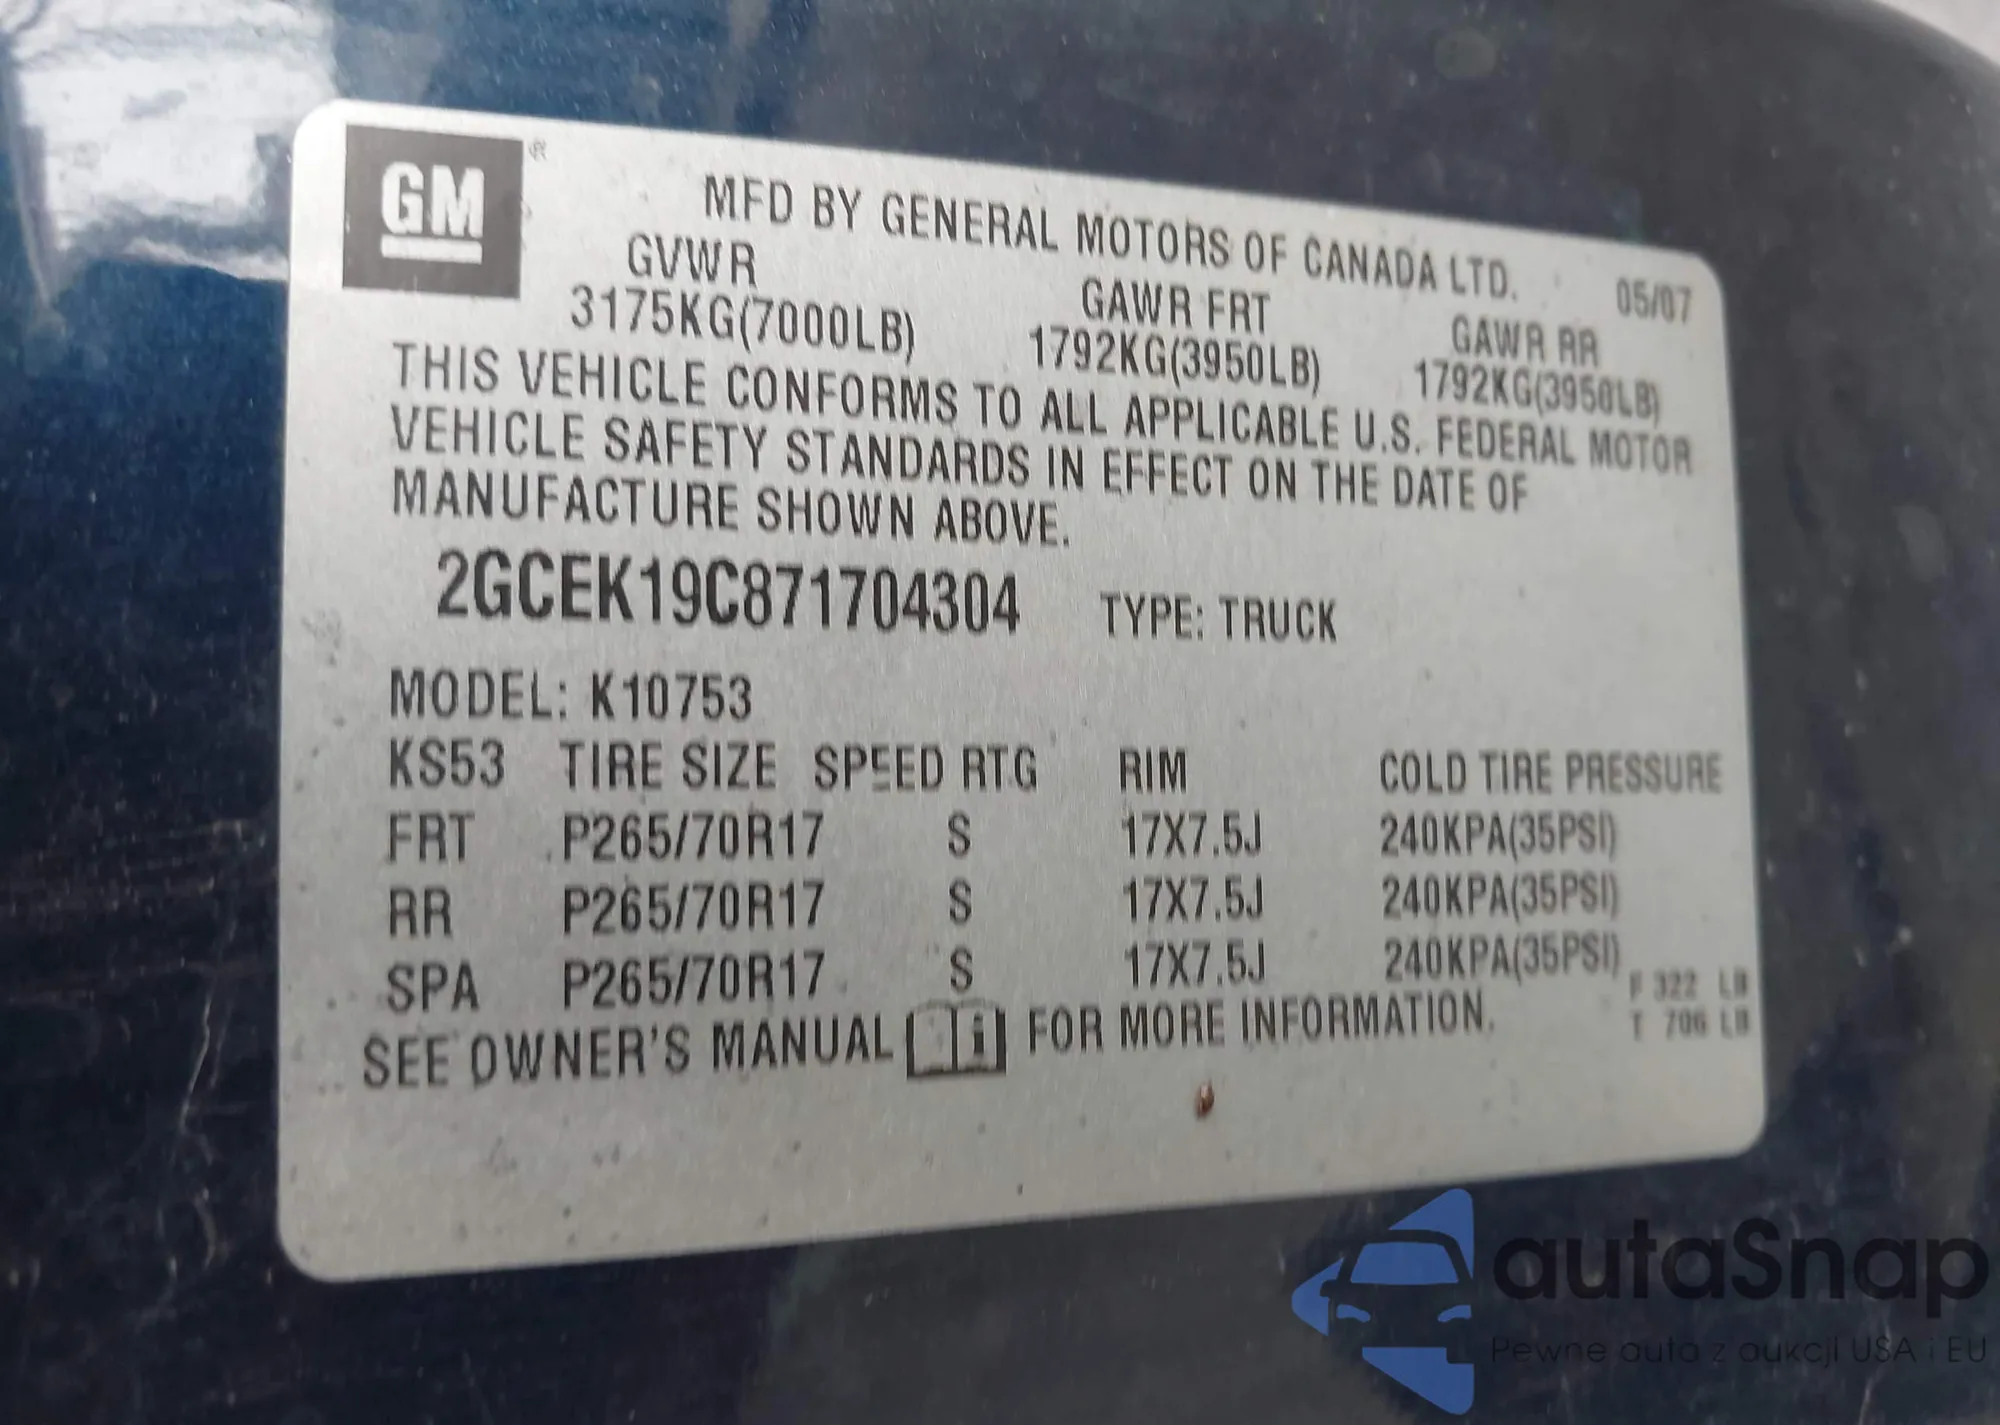 GM ®
MFD BY GENERAL MOTORS OF CANADA LTD. 05/07
GVWR GAWR FRT GAWR RR
3175KG(7000LB) 1792KG(3950LB) 1792KG(3950LB)
THIS VEHICLE CONFORMS TO ALL APPLICABLE U.S. FEDERAL MOTOR
VEHICLE SAFETY STANDARDS IN EFFECT ON THE DATE OF
MANUFACTURE SHOWN ABOVE.
2GCEK19C871704304 TYPE: TRUCK
MODEL: K10753
KS53 TIRE SIZE SPEED RTG RIM COLD TIRE PRESSURE
FRT P265/70R17 S 17X7.5J 240KPA(35PSI)
RR P265/70R17 S 17X7.5J 240KPA(35PSI)
SPA P265/70R17 S 17X7.5J 240KPA(35PSI)
F 322 LB
T 706 LB
SEE OWNER'S MANUAL i FOR MORE INFORMATION.
autaSnap
Pewne auta z aukcji USA i EU